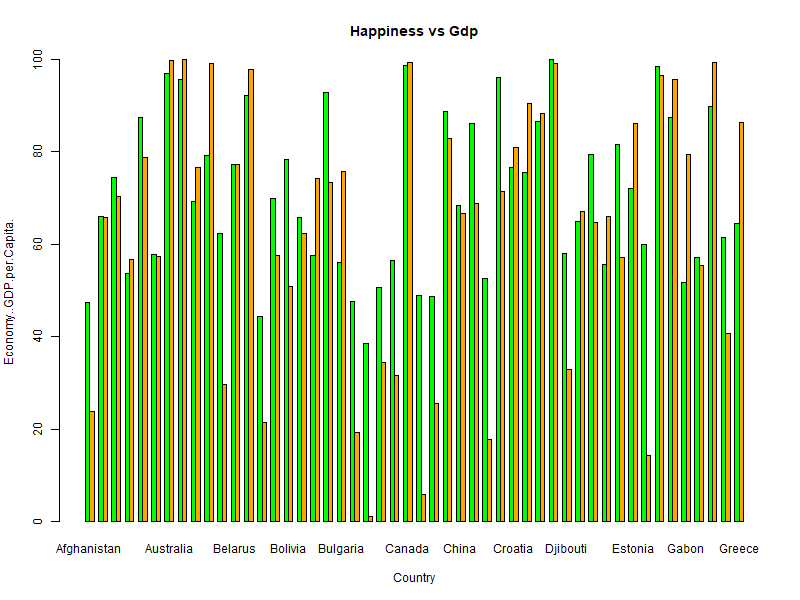 Happiness vs Gdp
Economy..GDP.per.Capita.
100
80
60
40
20
0
Afghanistan Australia Belarus Bolivia Bulgaria Canada China Croatia Djibouti Estonia Gabon Greece
Country